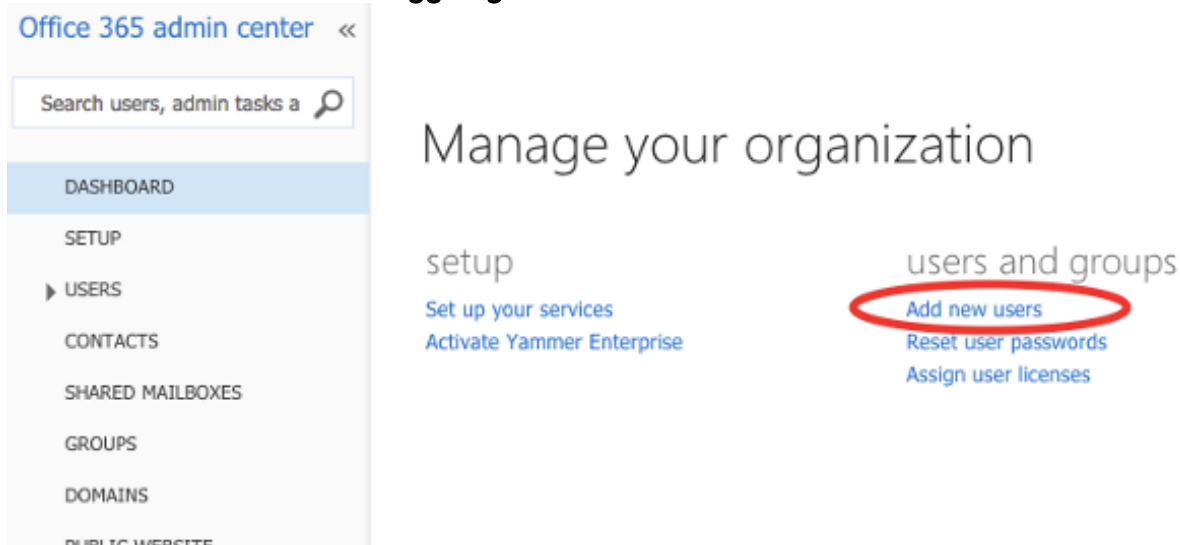 Office 365 admin center «
Search users, admin tasks a
DASHBOARD
SETUP
USERS
CONTACTS
SHARED MAILBOXES
GROUPS
DOMAINS
PUBLIC WEBSITE
Manage your organization
setup
Set up your services
Activate Yammer Enterprise
users and groups
Add new users
Reset user passwords
Assign user licenses